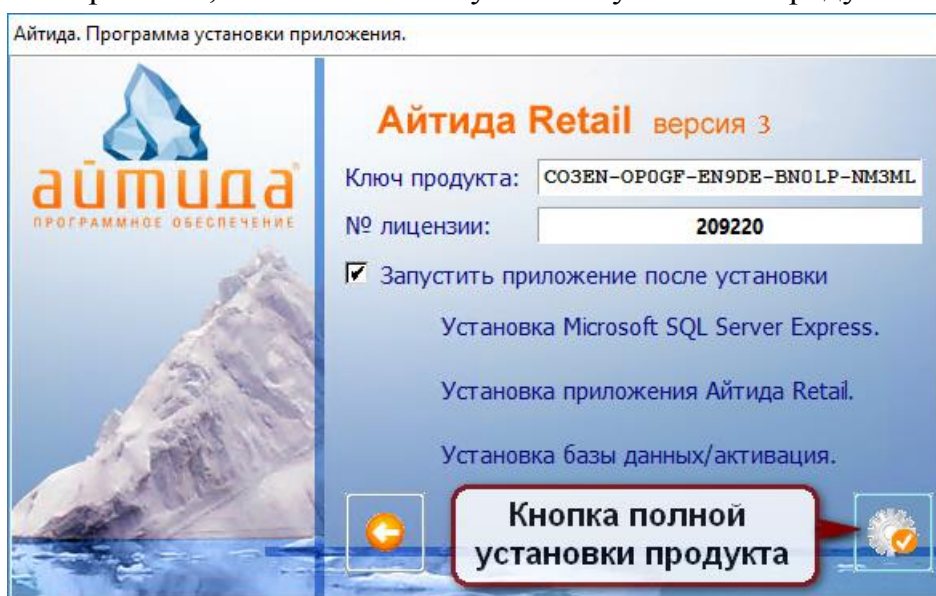 Айтида. Программа установки приложения.
айтида
ПРОГРАММНОЕ ОБЕСПЕЧЕНИЕ
Айтида Retail версия 3
Ключ продукта: CO3EN-OP0GF-EN9DE-BN0LP-NM3ML
№ лицензии: 209220
Запустить приложение после установки
Установка Microsoft SQL Server Express.
Установка приложения Айтида Retail.
Установка базы данных/активация.
Кнопка полной
установки продукта